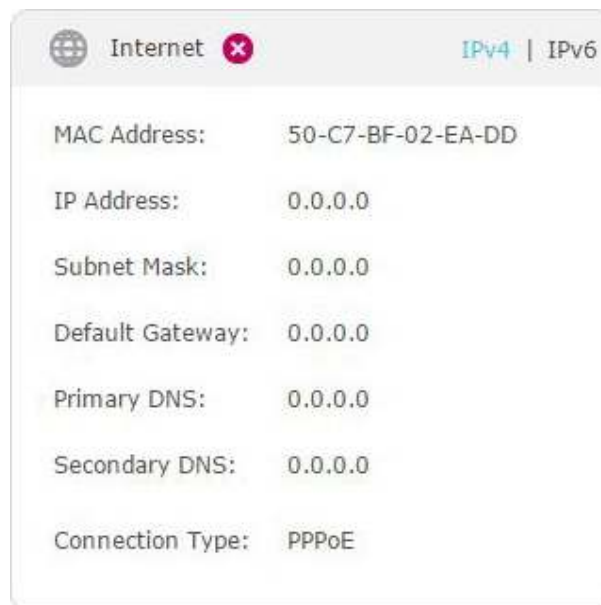 Internet IPv4 | IPv6
MAC Address: 50-C7-BF-02-EA-DD
IP Address: 0.0.0.0
Subnet Mask: 0.0.0.0
Default Gateway: 0.0.0.0
Primary DNS: 0.0.0.0
Secondary DNS: 0.0.0.0
Connection Type: PPPoE